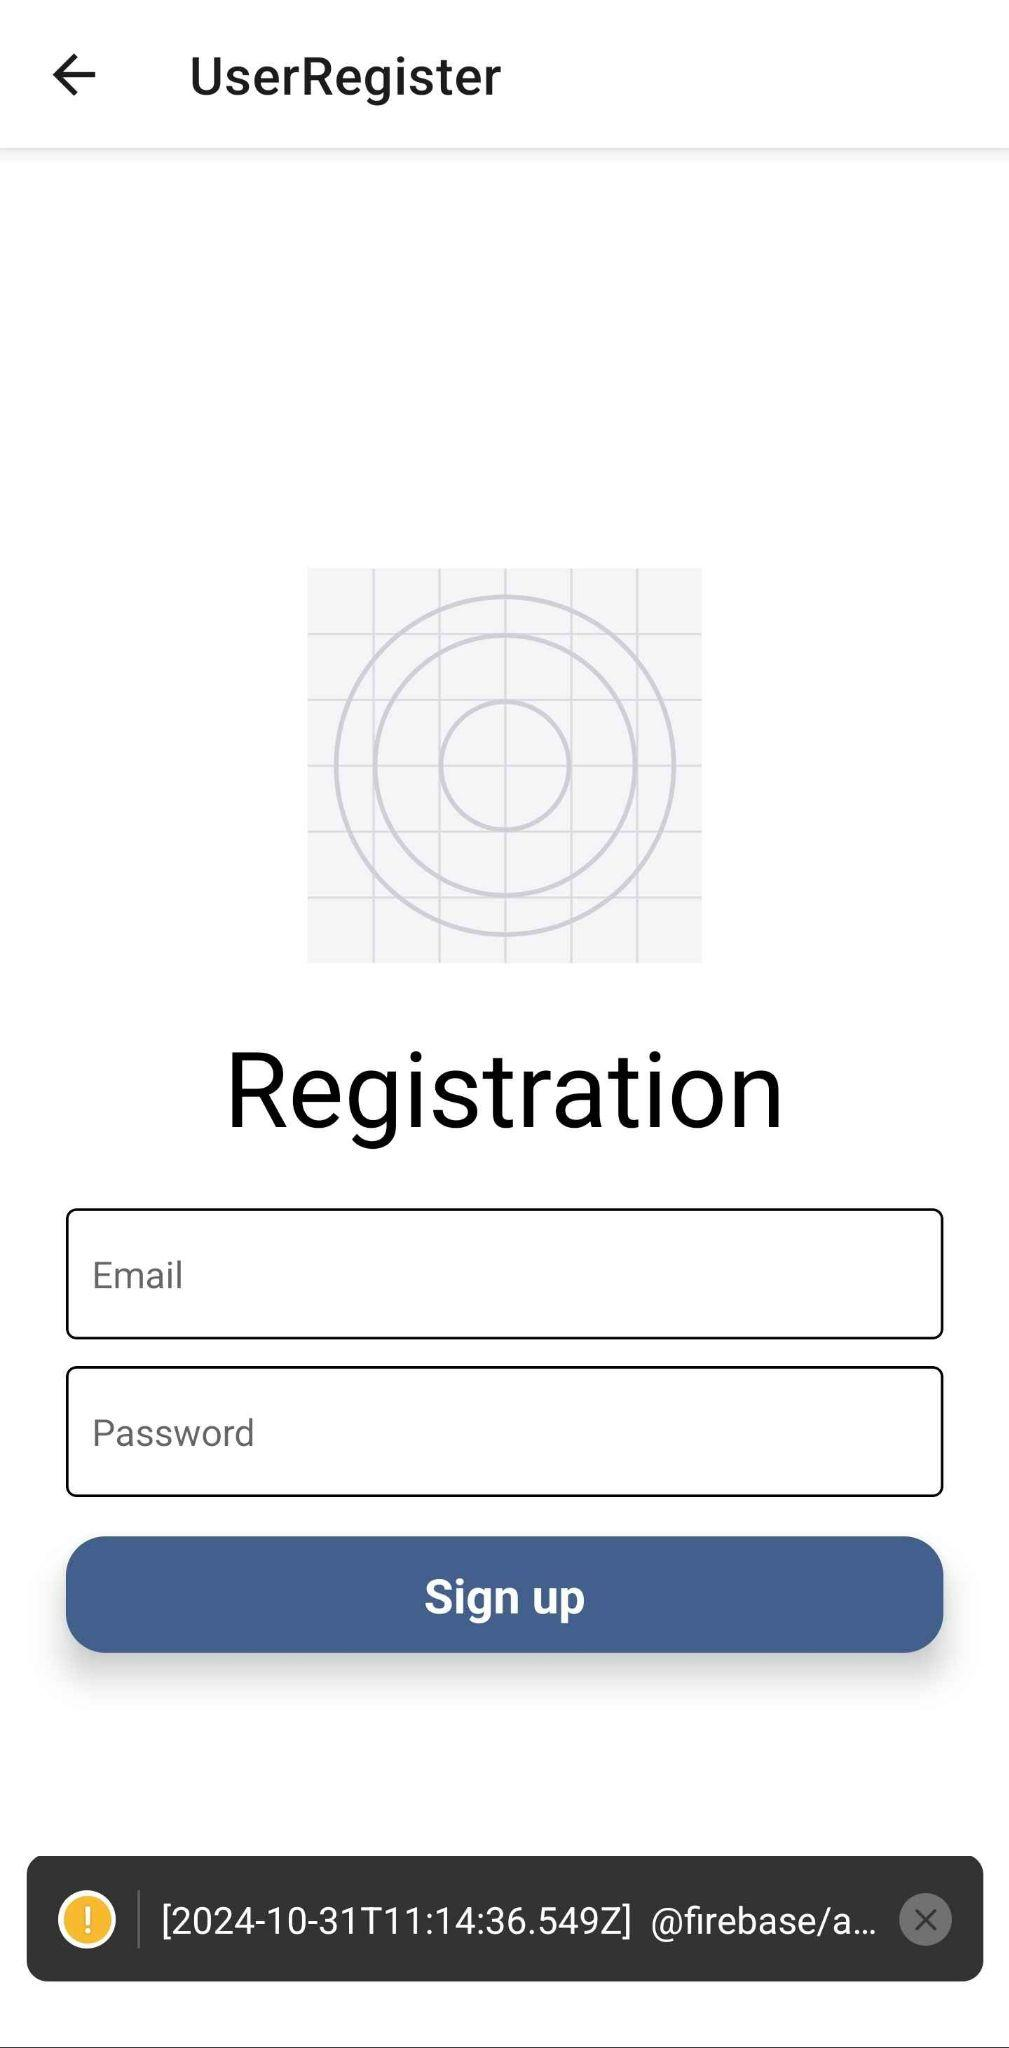 UserRegister
Registration
Email
Password
Sign up
[2024-10-31T11:14:36.549Z] @firebase/a...